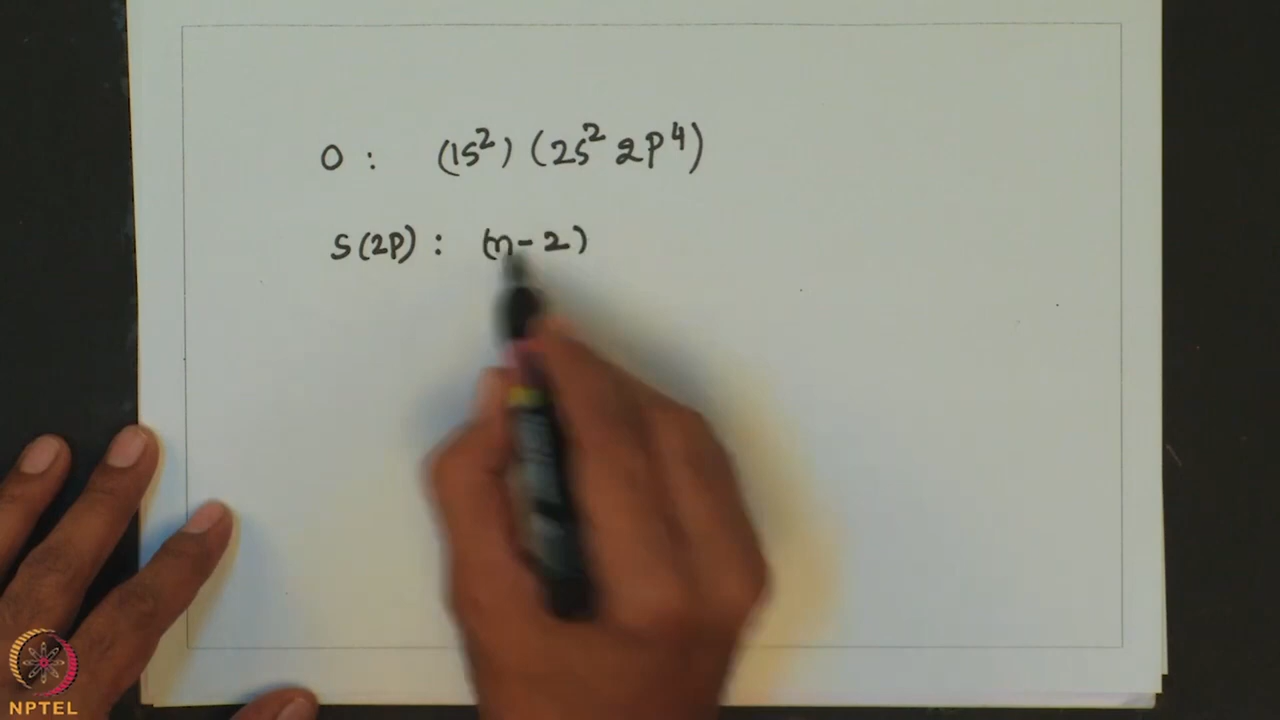 O : (1s²) (2s² 2p⁴)
S(2p) : (n-2)
NPTEL